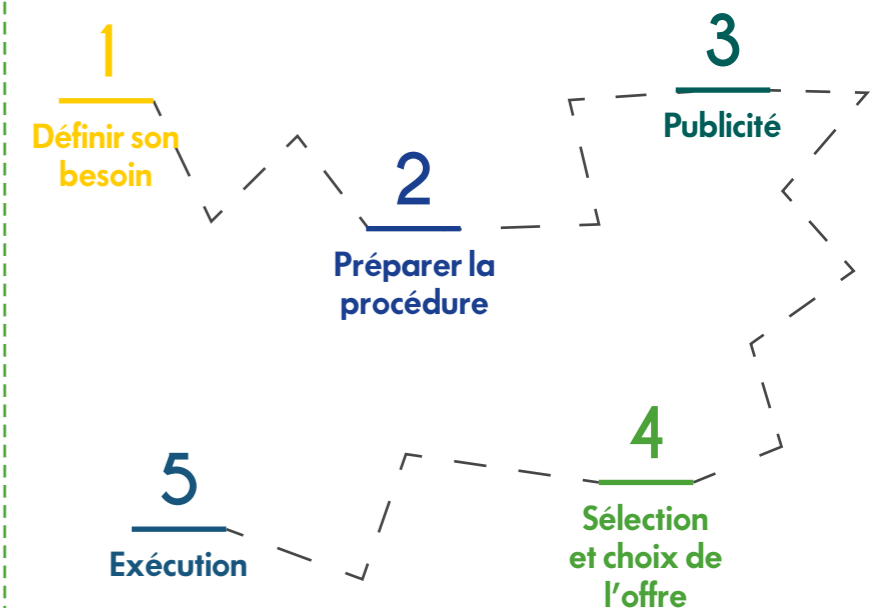 1
Définir son
besoin
2
Préparer la
procédure
3
Publicité
4
Sélection
et choix de
l'offre
5
Exécution